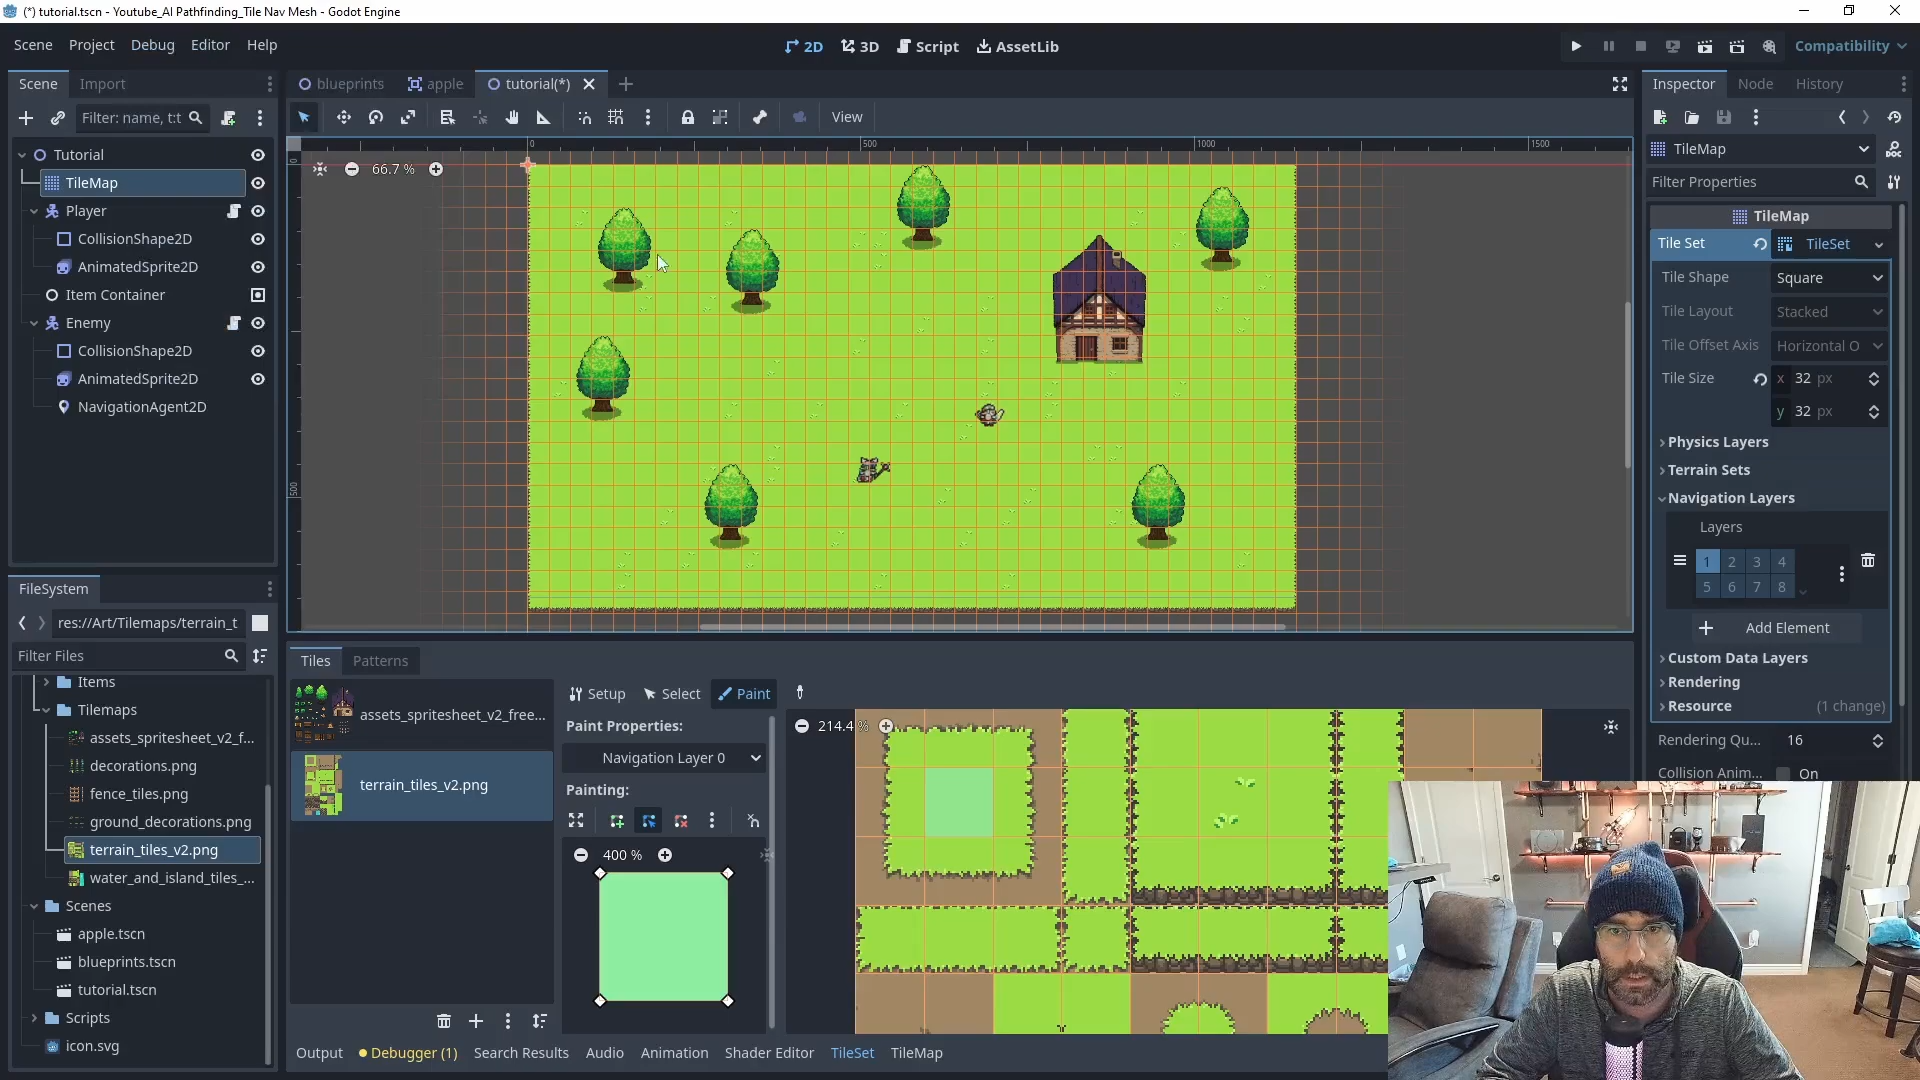 (*) tutorial.tscn - Youtube_AI Pathfinding_Tile Nav Mesh - Godot Engine
Scene Project Debug Editor Help
2D 3D Script AssetLib
Compatibility
Scene Import
Filter: name, t:t
Tutorial
TileMap
Player
CollisionShape2D
AnimatedSprite2D
Item Container
Enemy
CollisionShape2D
AnimatedSprite2D
NavigationAgent2D
FileSystem
res://Art/Tilemaps/terrain_t
Filter Files
Items
Tilemaps
assets_spritesheet_v2_f...
decorations.png
fence_tiles.png
ground_decorations.png
terrain_tiles_v2.png
water_and_island_tiles_...
Scenes
apple.tscn
blueprints.tscn
tutorial.tscn
Scripts
icon.svg
blueprints apple tutorial(*)
View
0 500 1000 1500
0
500
66.7 %
Tiles Patterns
assets_spritesheet_v2_free...
terrain_tiles_v2.png
Setup Select Paint
Paint Properties:
Navigation Layer 0
Painting:
400 %
214.4 %
Output Debugger (1) Search Results Audio Animation Shader Editor TileSet TileMap
Inspector Node History
TileMap
Filter Properties
TileMap
Tile Set TileSet
Tile Shape Square
Tile Layout Stacked
Tile Offset Axis Horizontal O
Tile Size x 32 px
y 32 px
Physics Layers
Terrain Sets
Navigation Layers
Layers
1 2 3 4
5 6 7 8
Add Element
Custom Data Layers
Rendering
Resource (1 change)
Rendering Qu... 16
Collision Anim... On